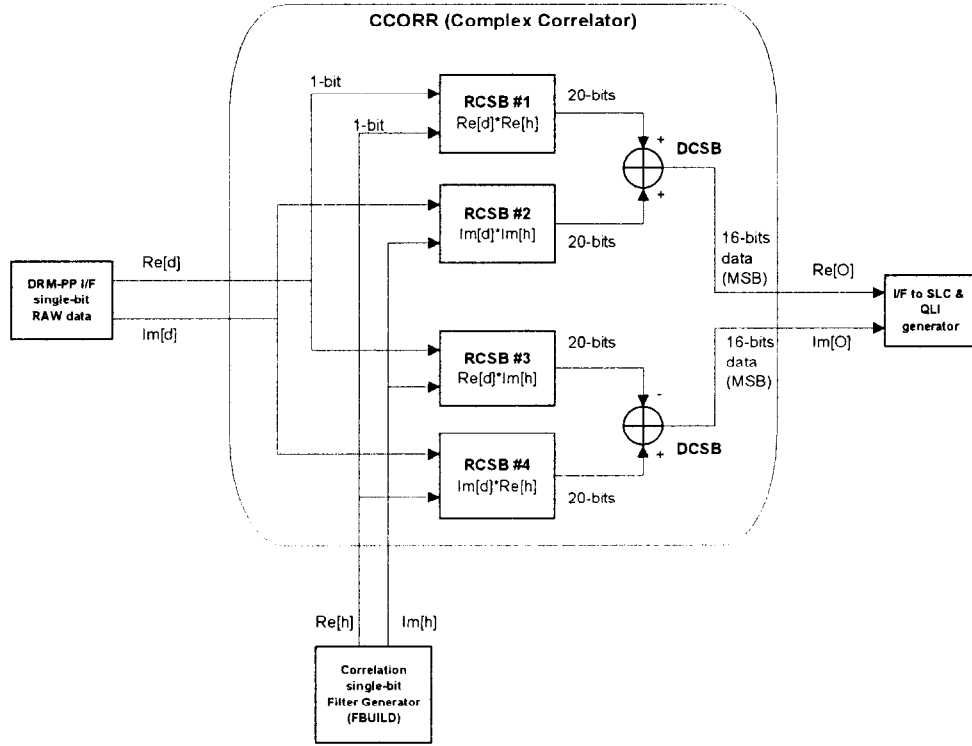 CCORR (Complex Correlator)
1-bit
1-bit
RCSB #1
Re[d]*Re[h]
20-bits
+
DCSB
+
RCSB #2
Im[d]*Im[h]
20-bits
16-bits
data
(MSB)
Re[d]
Re[O]
DRM-PP I/F
single-bit
RAW data
I/F to SLC &
QLI
generator
Im[d]
Im[O]
RCSB #3
Re[d]*Im[h]
20-bits
16-bits
data
(MSB)
-
DCSB
+
RCSB #4
Im[d]*Re[h]
20-bits
Re[h]
Im[h]
Correlation
single-bit
Filter Generator
(FBUILD)